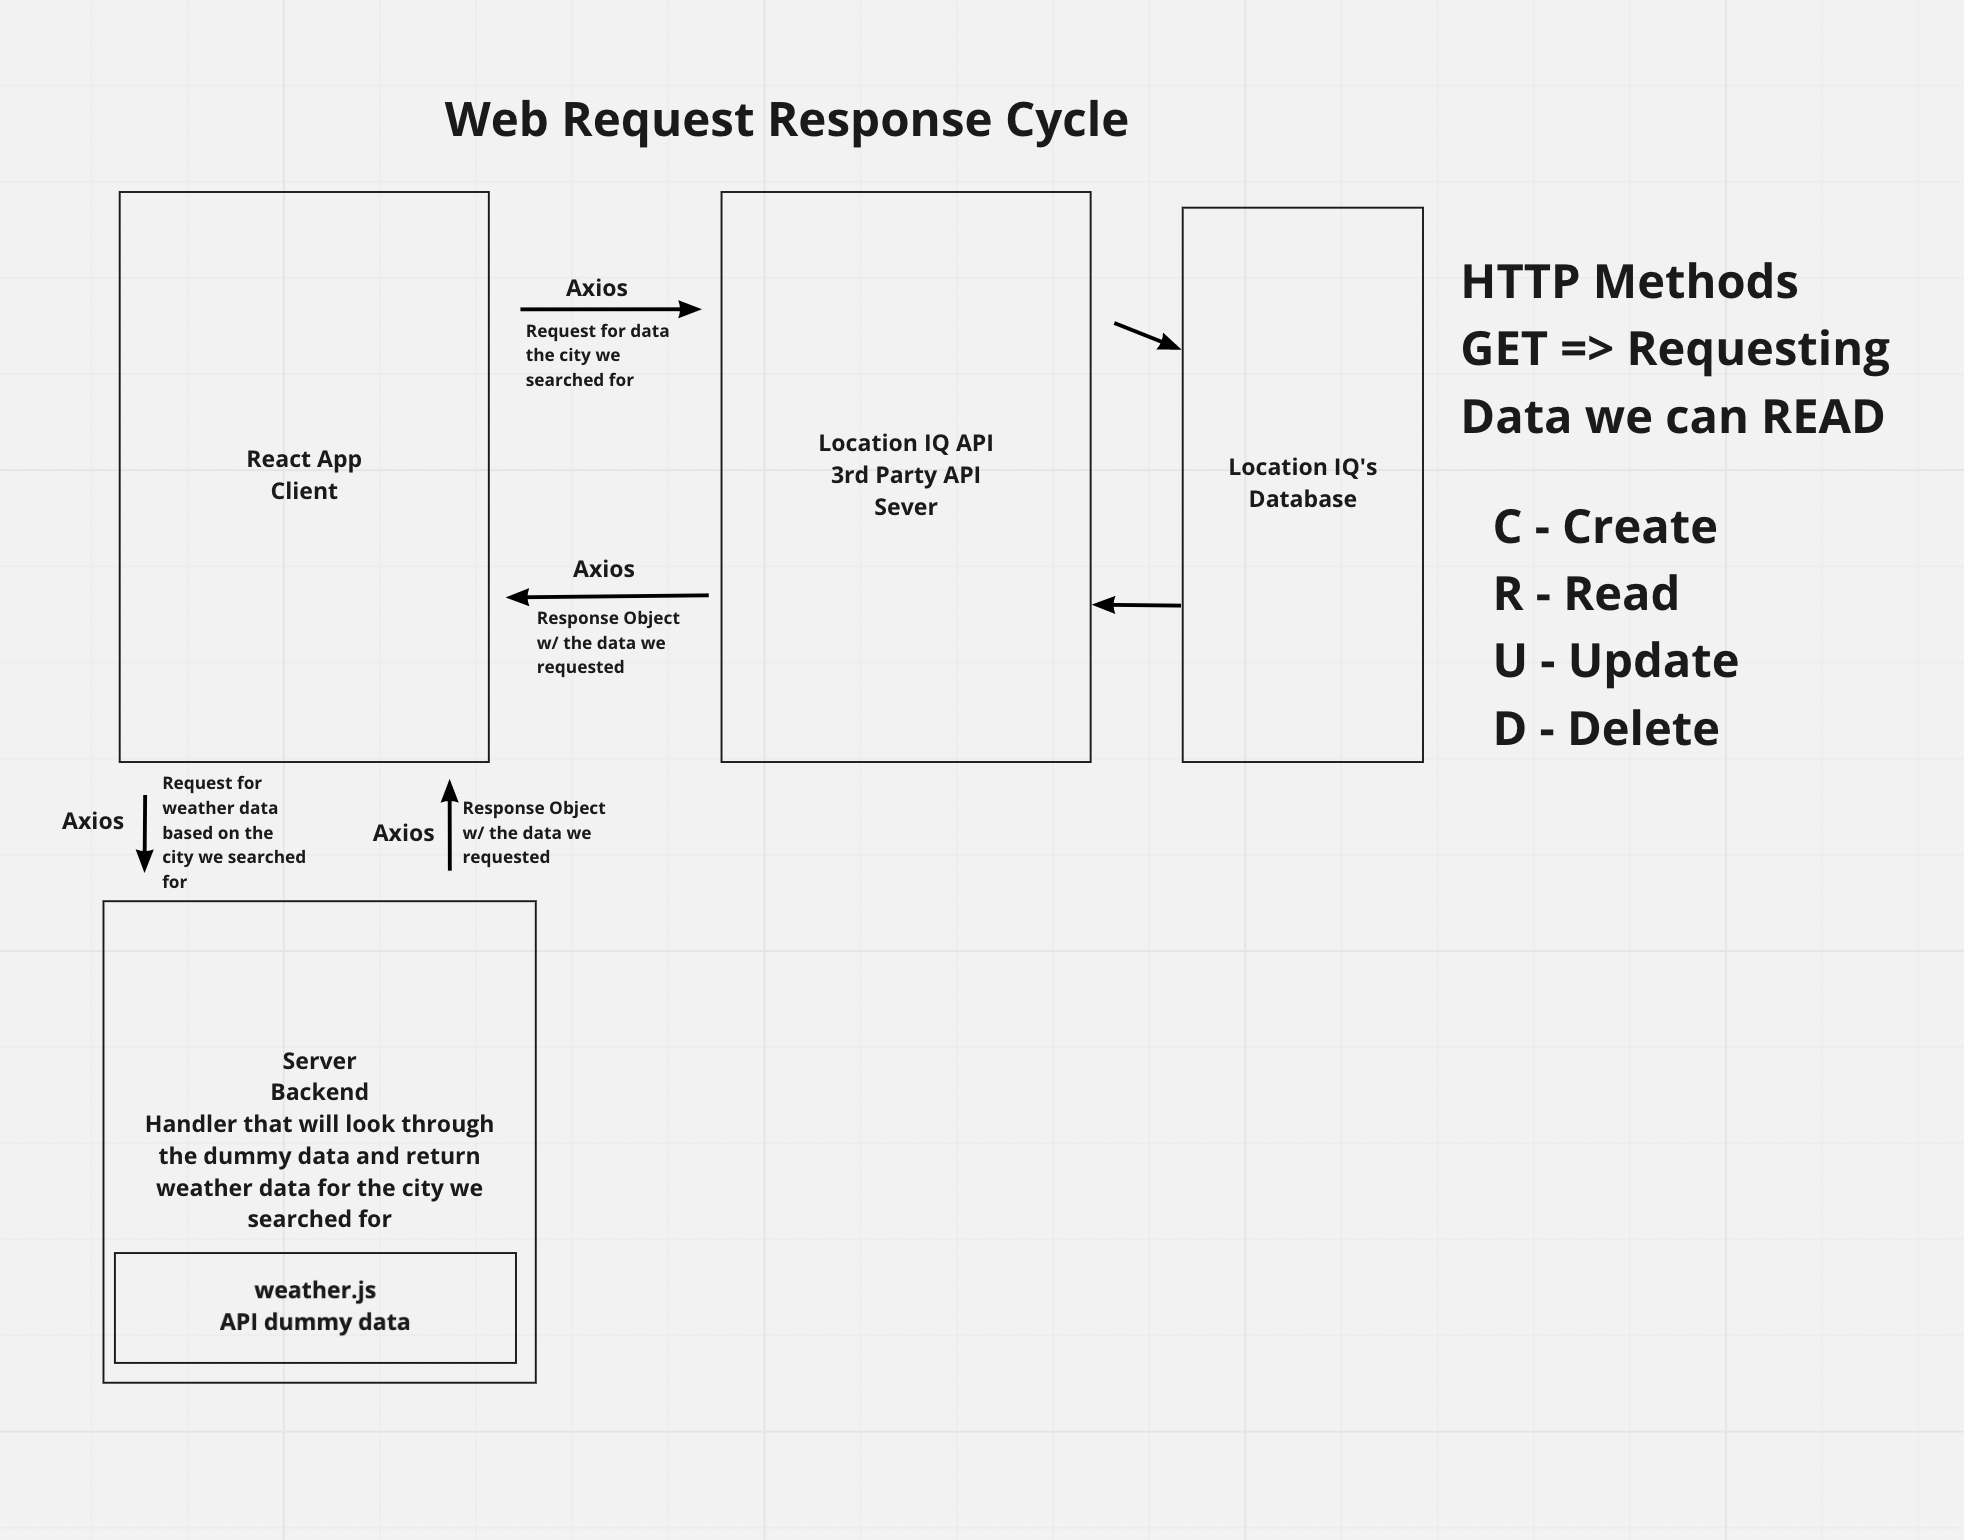 Web Request Response Cycle
React App
Client
Axios
Request for data
the city we
searched for
Axios
Response Object
w/ the data we
requested
Location IQ API
3rd Party API
Sever
Location IQ's
Database
HTTP Methods
GET => Requesting
Data we can READ
C - Create
R - Read
U - Update
D - Delete
Axios
Request for
weather data
based on the
city we searched
for
Axios
Response Object
w/ the data we
requested
Server
Backend
Handler that will look through
the dummy data and return
weather data for the city we
searched for
weather.js
API dummy data